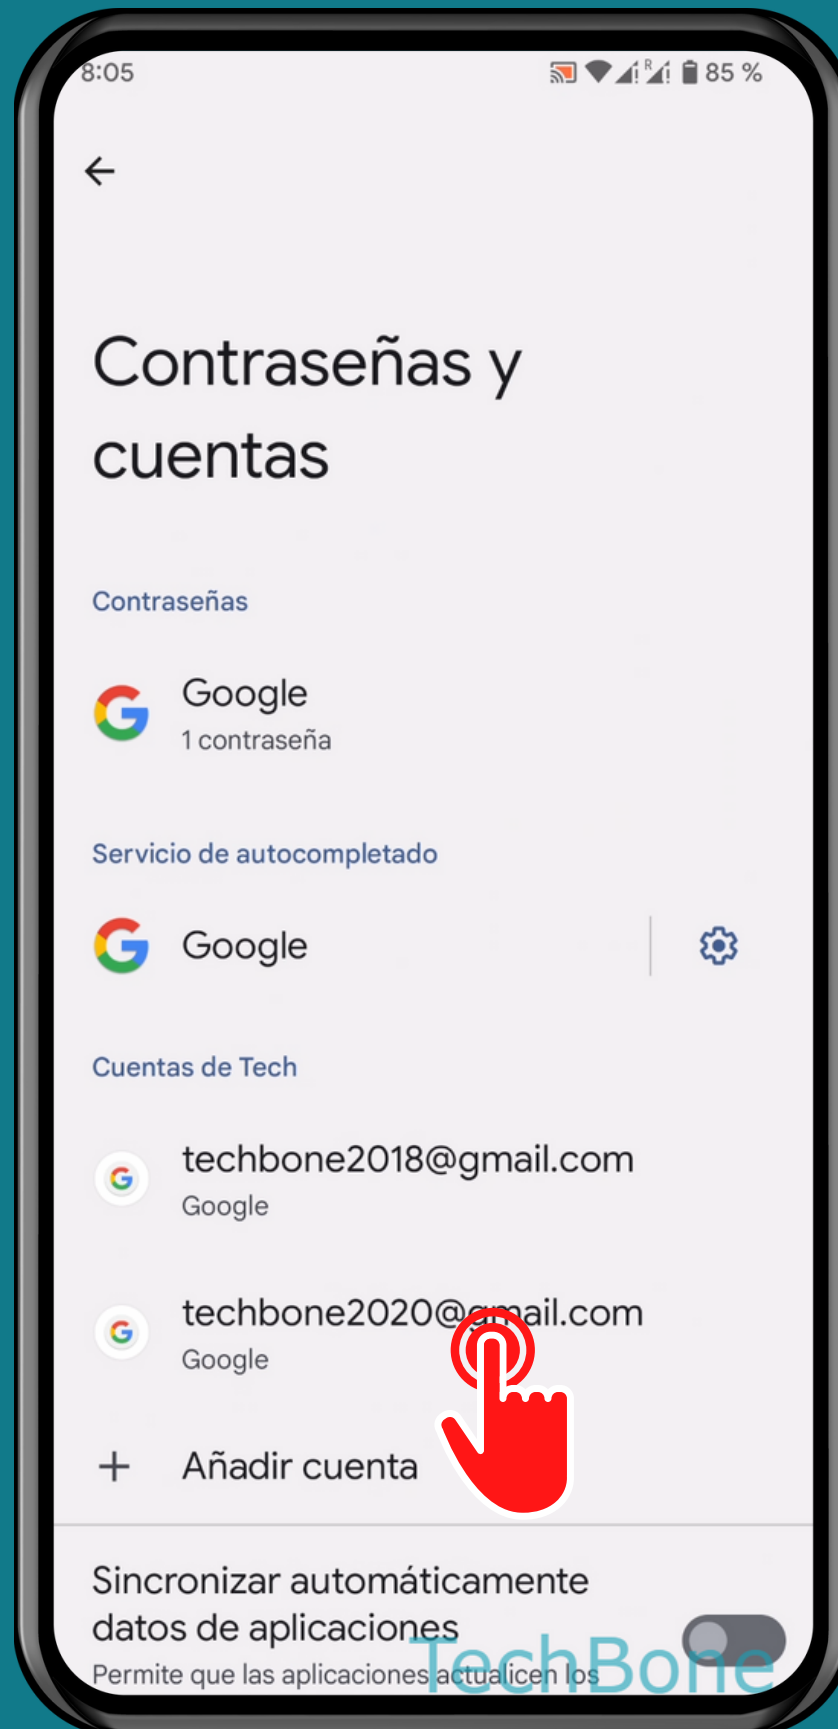 8:05
R
85 %
Contraseñas y
cuentas
Contraseñas
Google
1 contraseña
Servicio de autocompletado
Google
Cuentas de Tech
techbone2018@gmail.com
Google
techbone2020@gmail.com
Google
+ Añadir cuenta
Sincronizar automáticamente
datos de aplicaciones
Permite que las aplicaciones actualicen los
TechBone